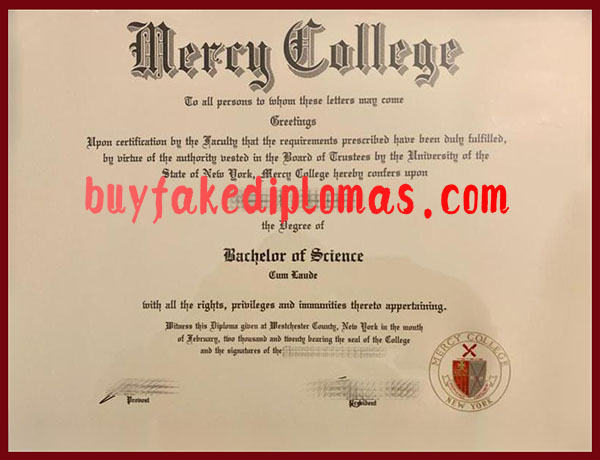 Mercy College
To all persons to whom these letters may come
Greetings
Upon certification by the Faculty that the requirements prescribed have been duly fulfilled,
by virtue of the authority vested in the Board of Trustees by the University of the
State of New York, Mercy College hereby confers upon
buyfakediplomas.com
the Degree of
Bachelor of Science
Cum Laude
with all the rights, privileges and immunities thereto appertaining.
Witness this Diploma given at Westchester County, New York in the month
of February, two thousand and twenty bearing the seal of the College
and the signatures of the
Provost
President
MERCY COLLEGE
NEW YORK